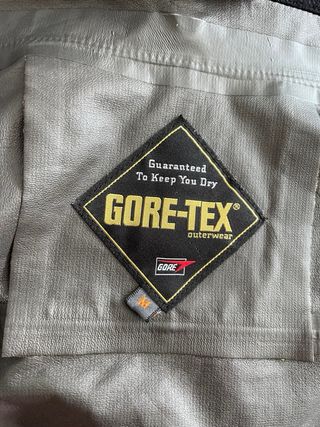 Guaranteed
To Keep You Dry
GORE-TEX®
outerwear
GORE
M